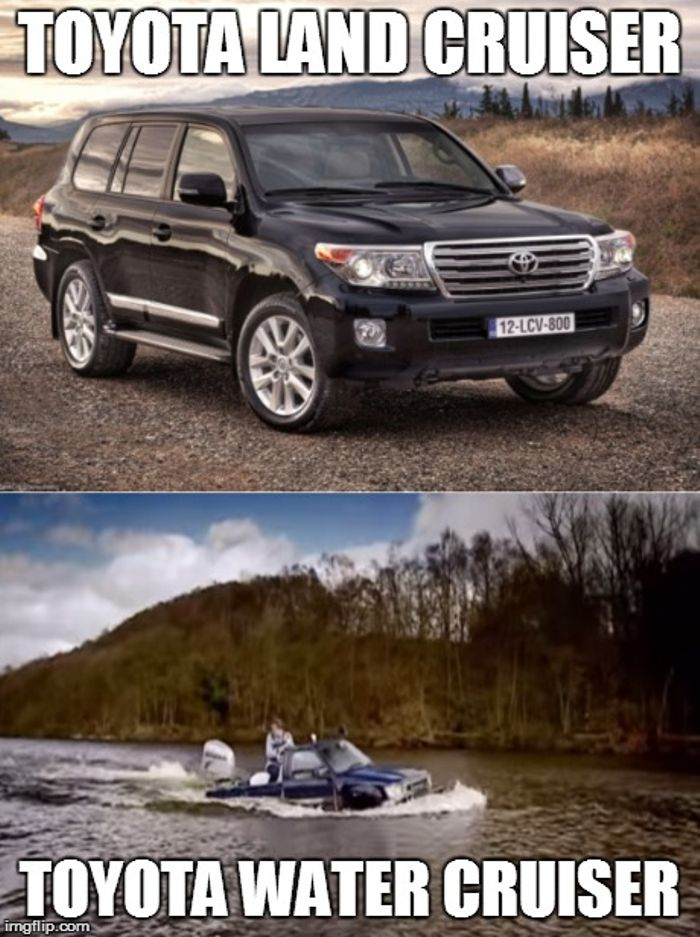 TOYOTA LAND CRUISER
12-LCV-800
TOYOTA WATER CRUISER
imgflip.com